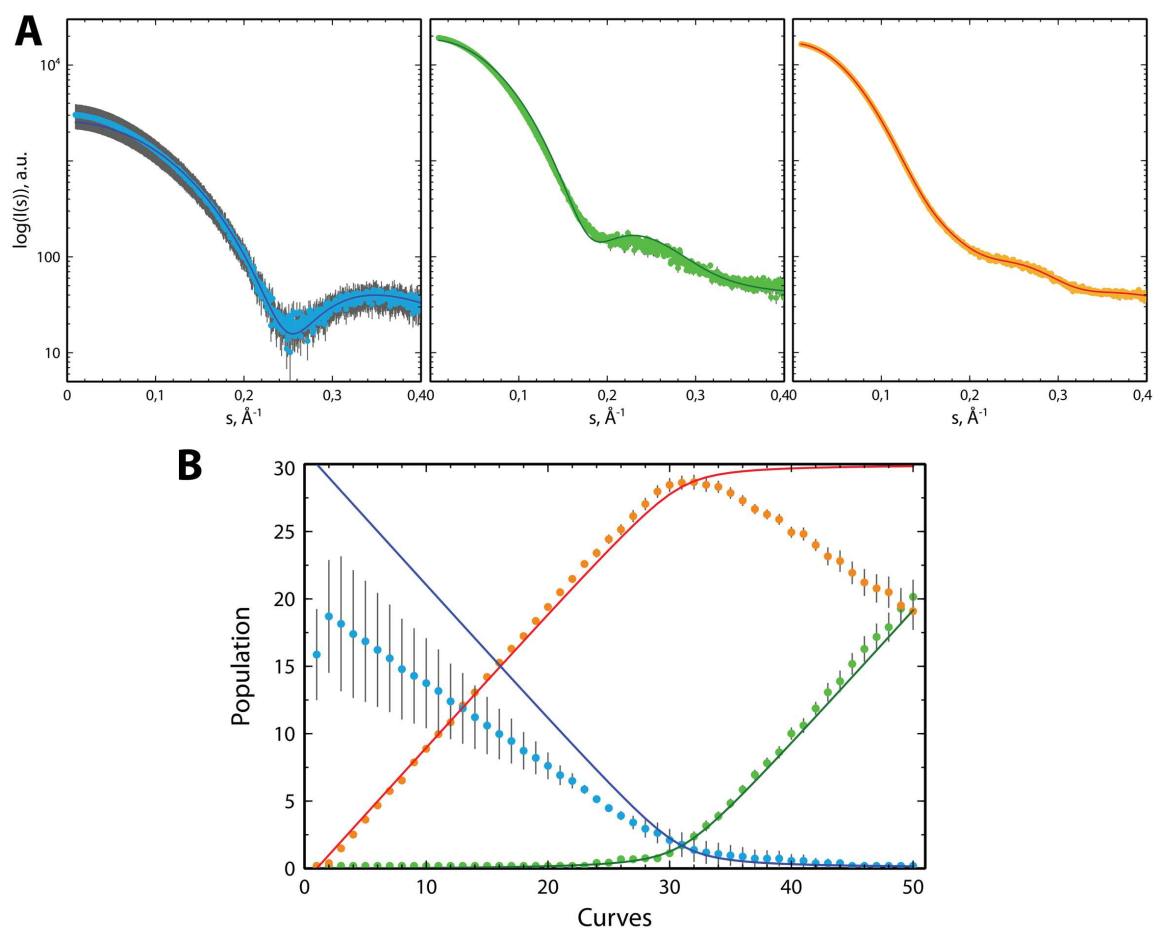 A
log(I(s)), a.u.
10⁴
100
10
0 0,1 0,2 0,3 0,40 0,1 0,2 0,3 0,40 0,1 0,2 0,3 0,4
s, Å⁻¹ s, Å⁻¹ s, Å⁻¹
B
Population
30
25
20
15
10
5
0
0 10 20 30 40 50
Curves